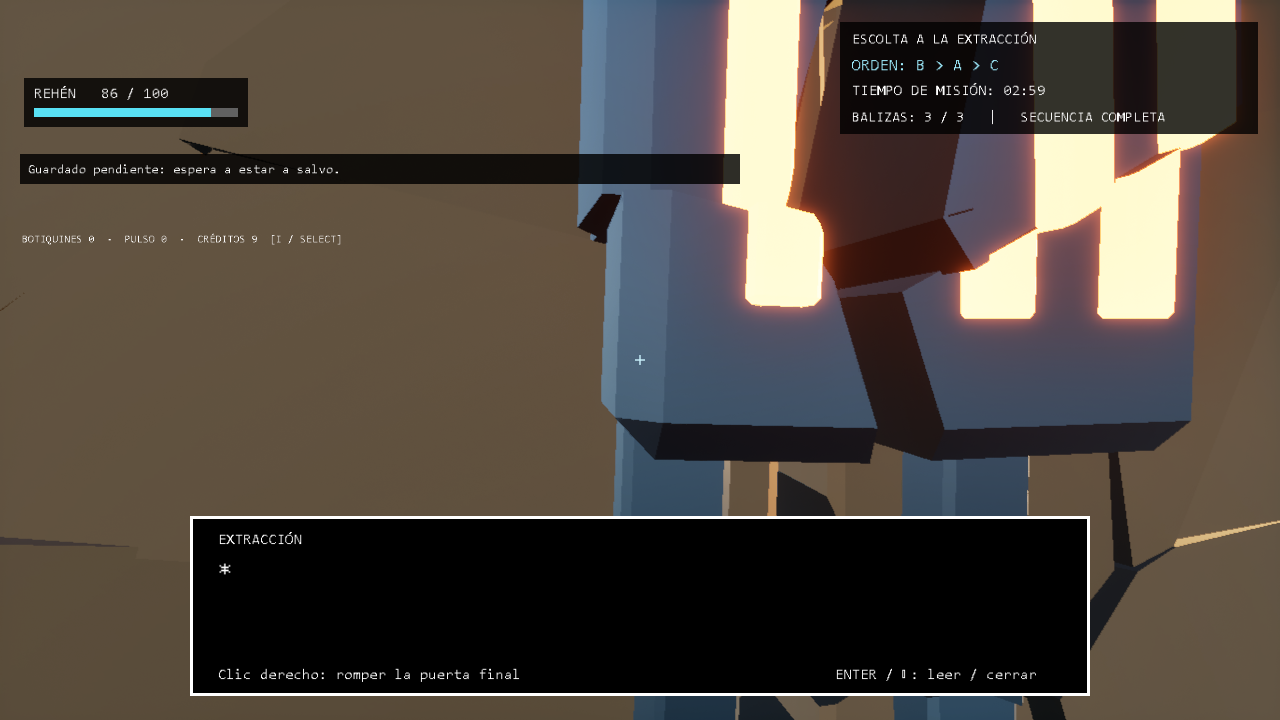 ESCOLTA A LA EXTRACCIÓN
ORDEN: B > A > C
TIEMPO DE MISIÓN: 02:59
BALIZAS: 3 / 3 | SECUENCIA COMPLETA
REHÉN 86 / 100
Guardado pendiente: espera a estar a salvo.
BOTIQUINES 0 - PULSO 0 - CRÉDITOS 9 [I / SELECT]
EXTRACCIÓN
*
Clic derecho: romper la puerta final
ENTER / ▯: leer / cerrar